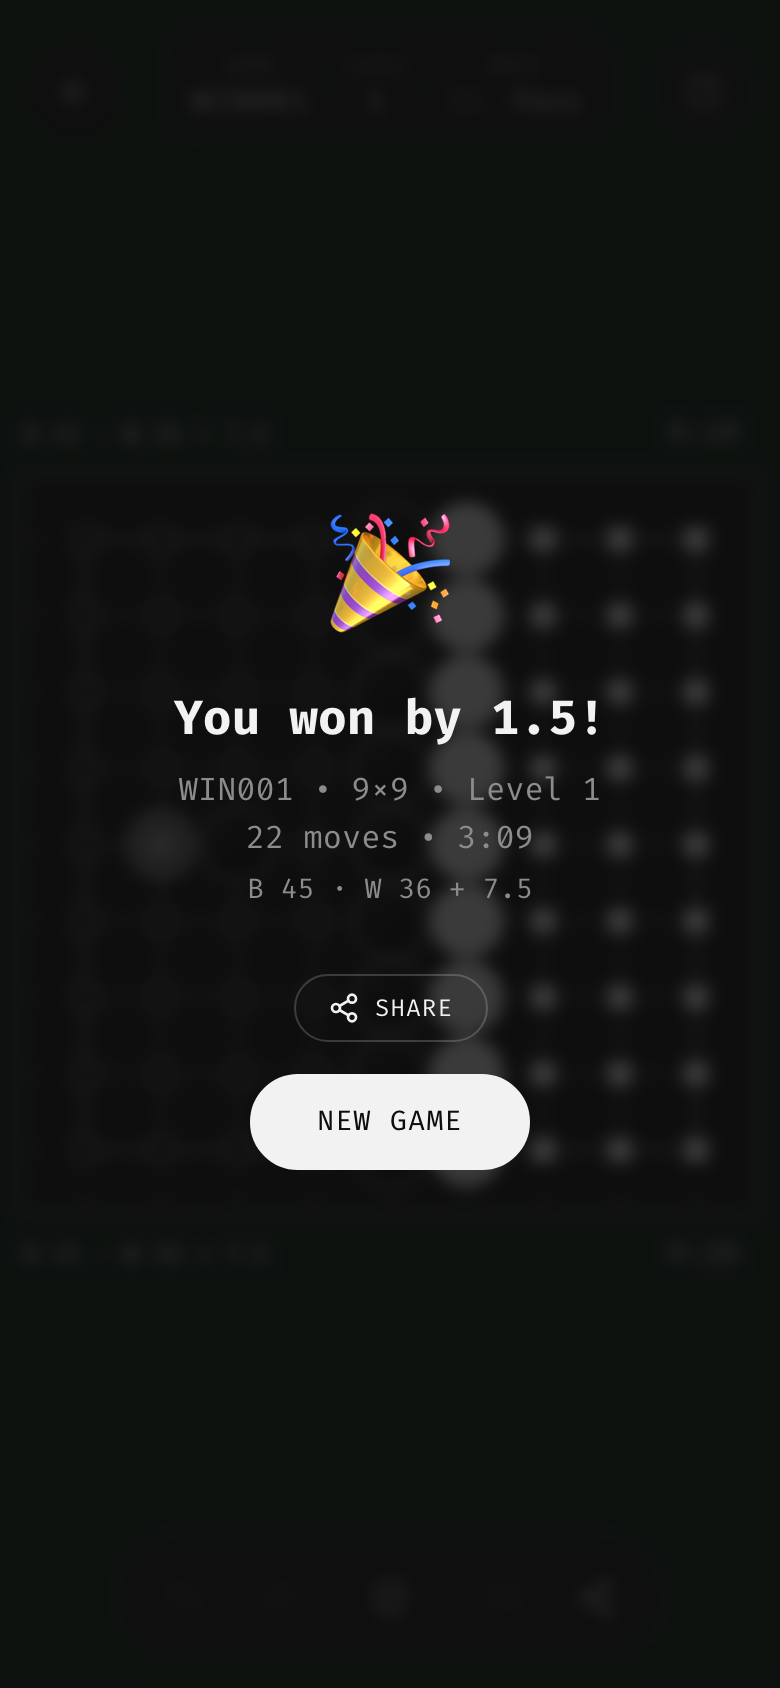 You won by 1.5!
WIN001 • 9×9 • Level 1
22 moves • 3:09
B 45 · W 36 + 7.5
SHARE
NEW GAME